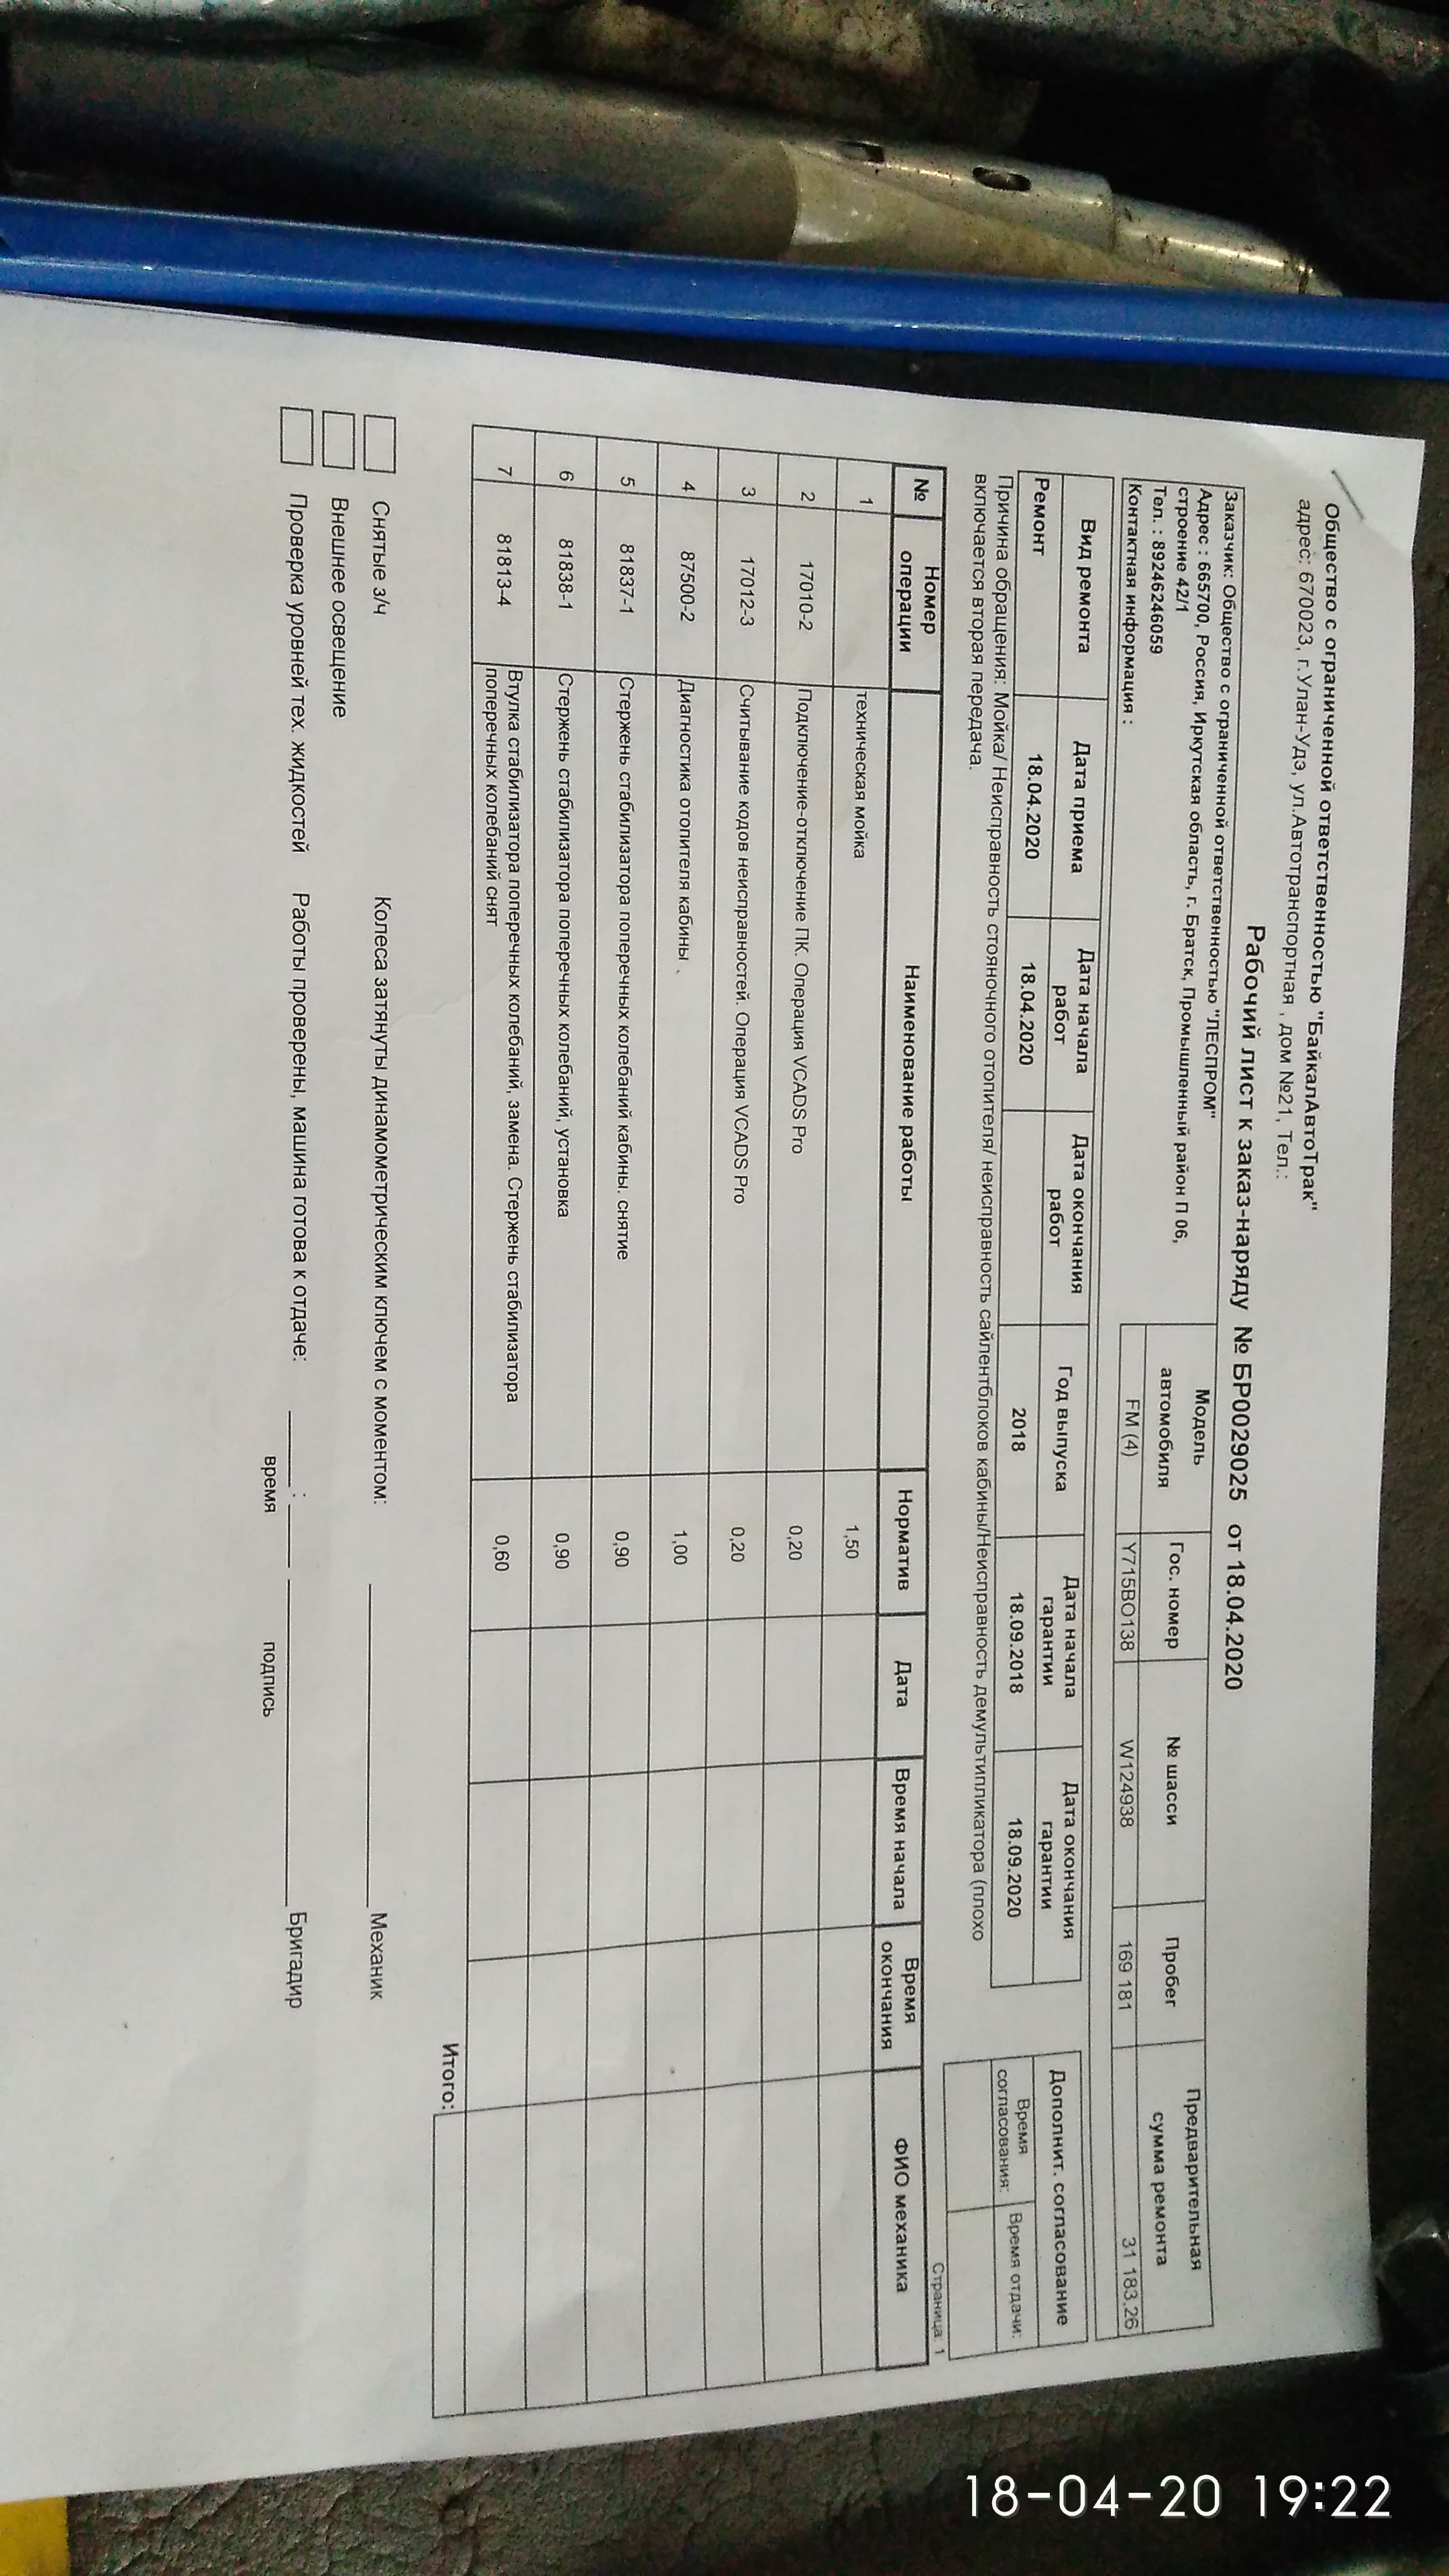 Общество с ограниченной ответственностью "БайкалАвтоТрак"
адрес: 670023, г.Улан-Удэ, ул.Автотранспортная , дом №21, Тел.:
Рабочий лист к заказ-наряду № БР0029025 от 18.04.2020
Заказчик: Общество с ограниченной ответственностью "ЛЕСПРОМ"
Адрес : 665700, Россия, Иркутская область, г. Братск, Промышленный район П 06,
строение 42/1
Тел. : 89246246059
Контактная информация :
Модель автомобиля Гос. номер № шасси Пробег Предварительная сумма ремонта
FM (4) У715ВО138 W124938 169 181 31 183,26
Вид ремонта Дата приема Дата начала работ Дата окончания работ Год выпуска Дата начала гарантии Дата окончания гарантии
Ремонт 18.04.2020 18.04.2020 2018 18.09.2018 18.09.2020
Дополнит. согласование
Время согласования: Время отдачи:
Причина обращения: Мойка/ Неисправность стояночного отопителя/ неисправность сайлентблоков кабины/Неисправность демультипликатора (плохо
включается вторая передача.
Страница: 1
№ Номер операции Наименование работы Норматив Дата Время начала Время окончания ФИО механика
1 техническая мойка 1,50
2 17010-2 Подключение-отключение ПК. Операция VCADS Pro 0,20
3 17012-3 Считывание кодов неисправностей. Операция VCADS Pro 0,20
4 87500-2 Диагностика отопителя кабины 1,00
5 81837-1 Стержень стабилизатора поперечных колебаний кабины. снятие 0,90
6 81838-1 Стержень стабилизатора поперечных колебаний, установка 0,90
7 81813-4 Втулка стабилизатора поперечных колебаний, замена. Стержень стабилизатора
поперечных колебаний снят 0,60
Итого:
Снятые з/ч Колеса затянуты динамометрическим ключем с моментом: Механик
Внешнее освещение
Проверка уровней тех. жидкостей Работы проверены, машина готова к отдаче: : Бригадир
время подпись
18-04-20 19:22